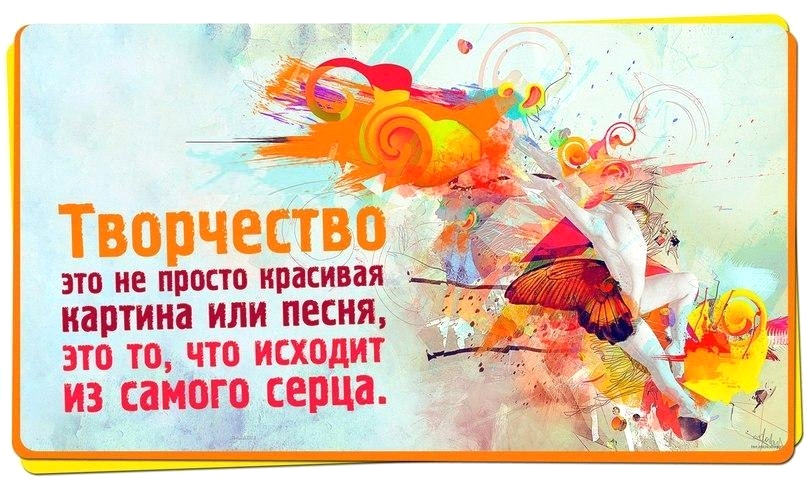 Творчество
это не просто красивая
картина или песня,
это то, что исходит
из самого серца.